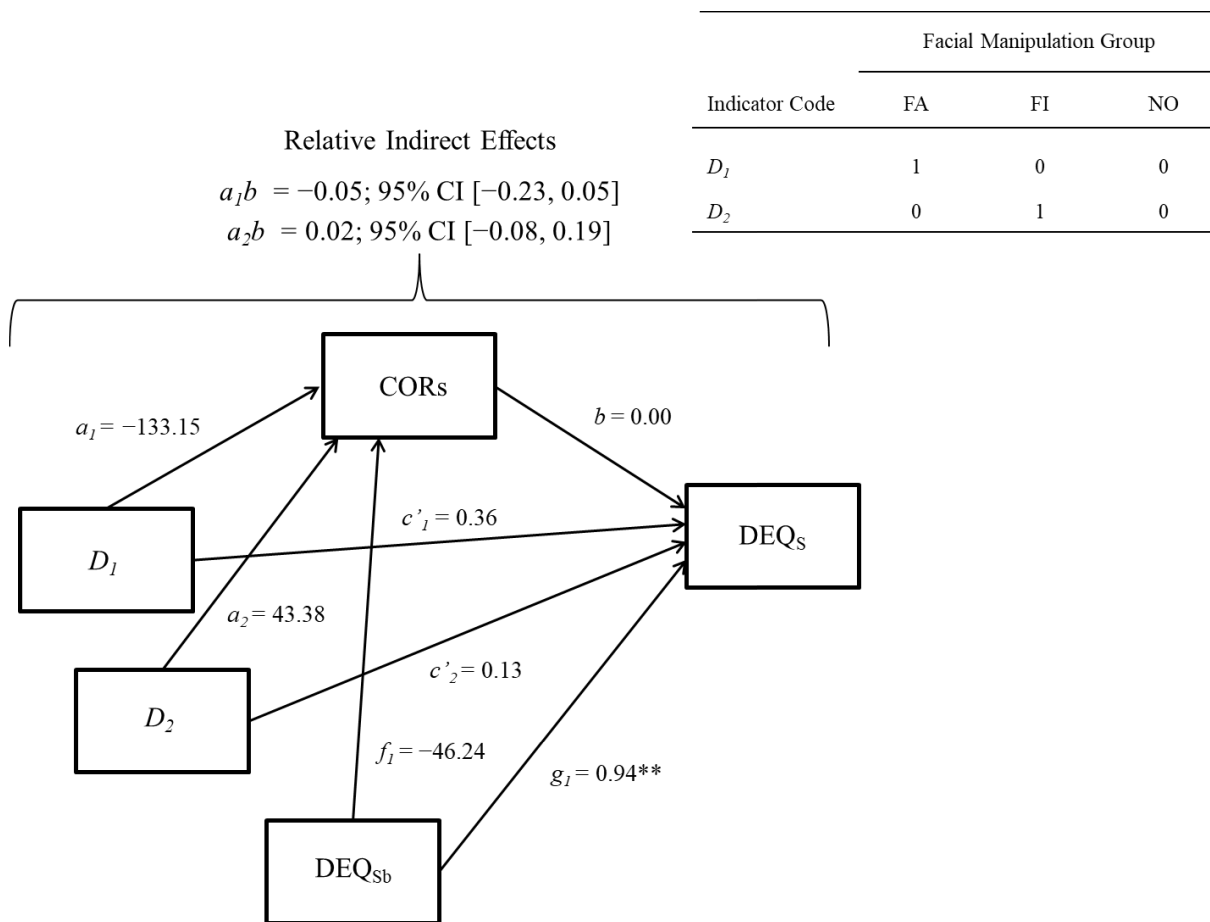 Facial Manipulation Group
Indicator Code FA FI NO
D1 1 0 0
D2 0 1 0
Relative Indirect Effects
a1b = −0.05; 95% CI [−0.23, 0.05]
a2b = 0.02; 95% CI [−0.08, 0.19]
CORs
a1 = −133.15
b = 0.00
c’1 = 0.36
DEQS
D1
a2 = 43.38
c’2 = 0.13
D2
f1 = −46.24
g1 = 0.94**
DEQSb